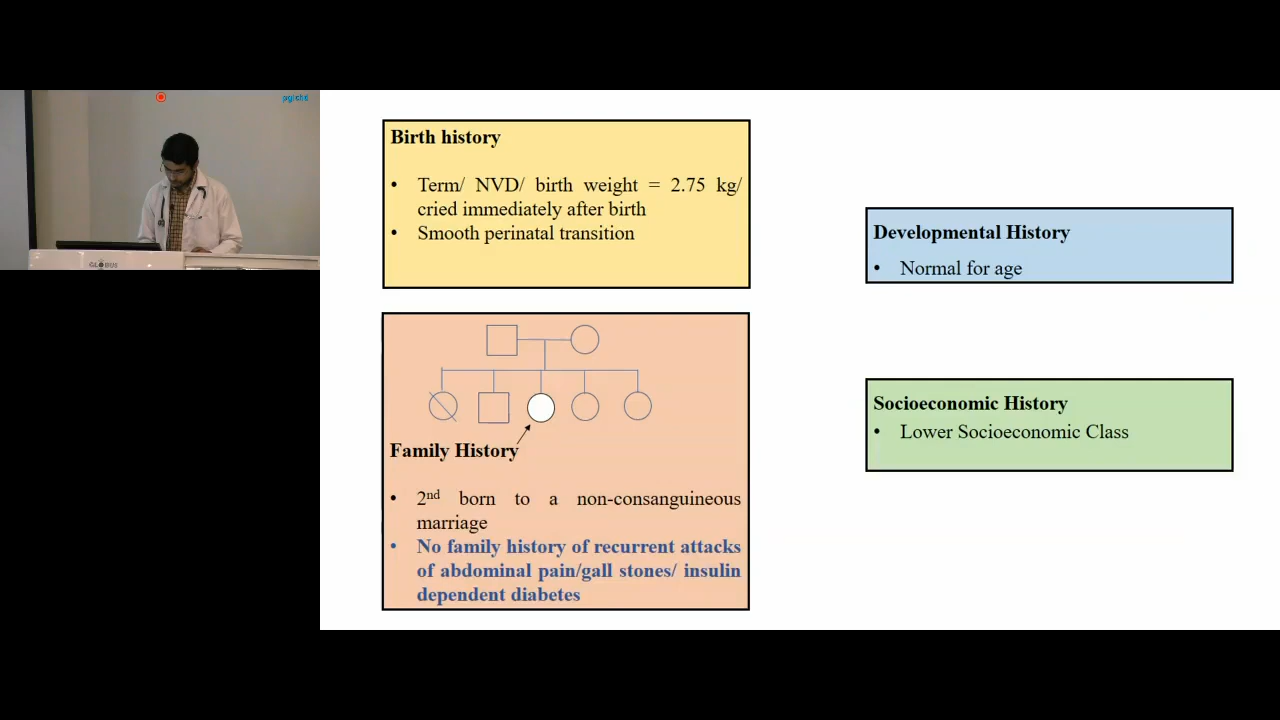 pgichd
GLOBUS
Birth history
• Term/ NVD/ birth weight = 2.75 kg/
cried immediately after birth
• Smooth perinatal transition
Family History
• 2nd born to a non-consanguineous
marriage
• No family history of recurrent attacks
of abdominal pain/gall stones/ insulin
dependent diabetes
Developmental History
• Normal for age
Socioeconomic History
• Lower Socioeconomic Class